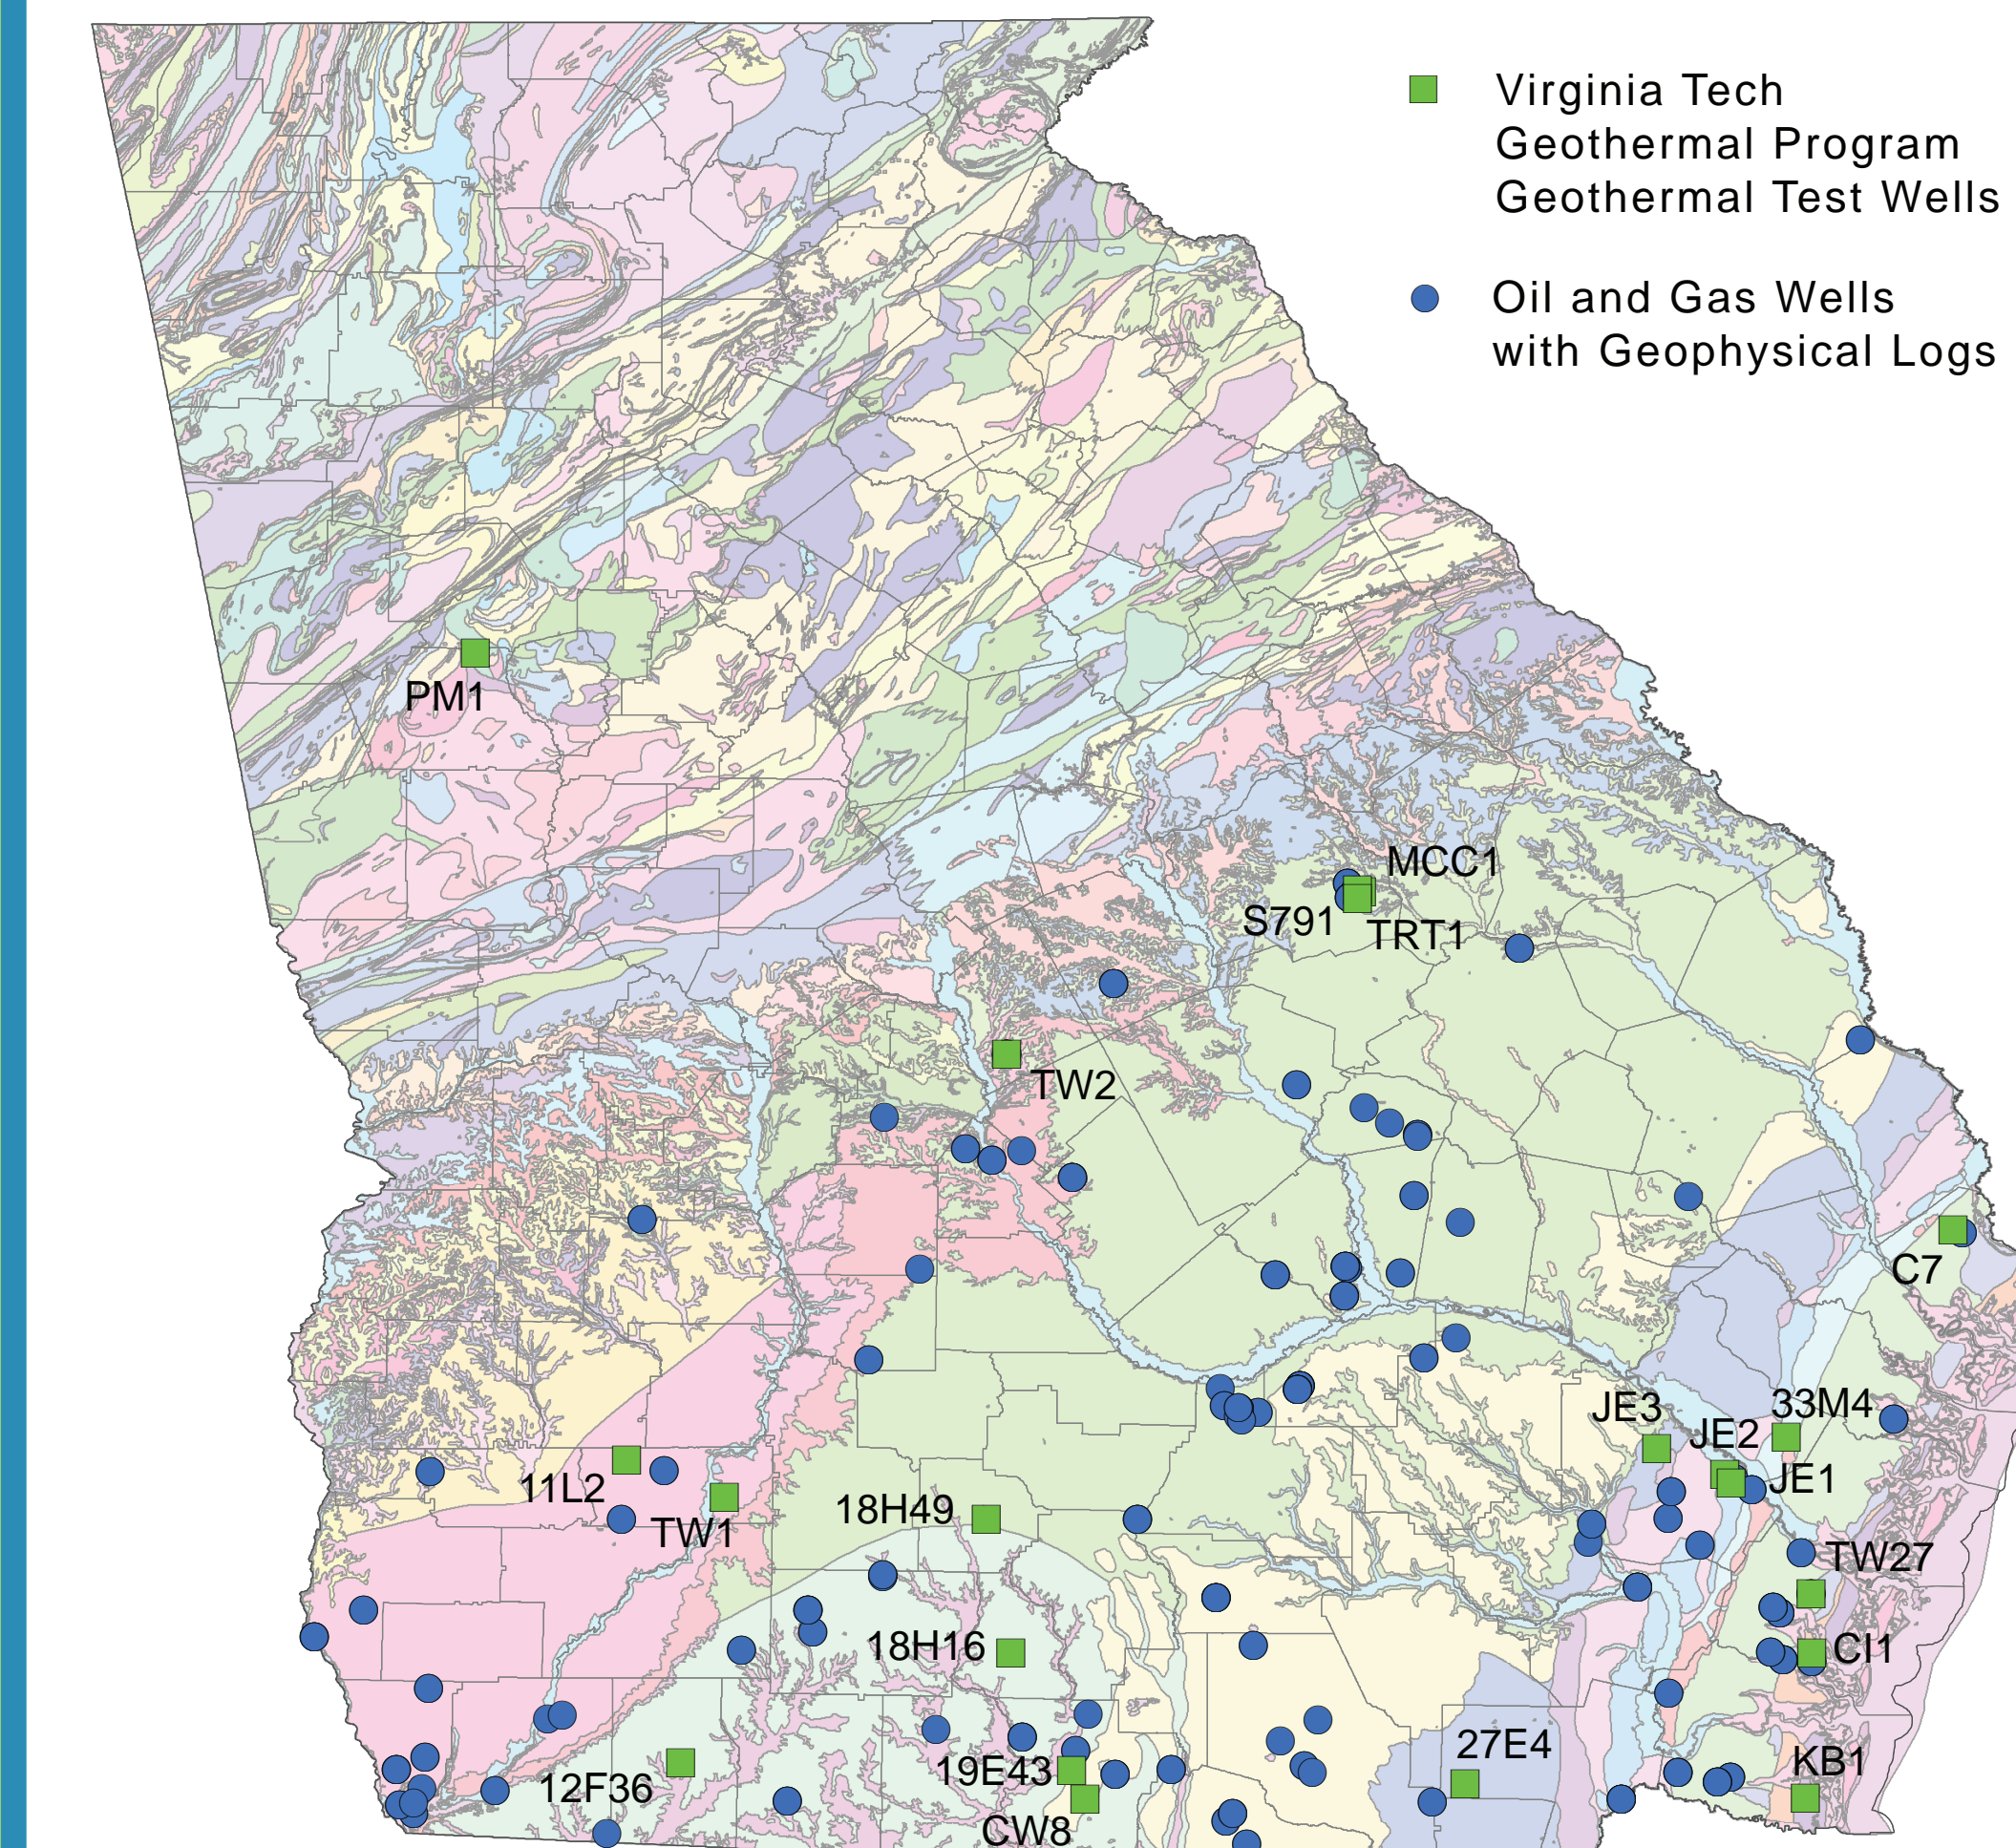 Virginia Tech
Geothermal Program
Geothermal Test Wells
Oil and Gas Wells
with Geophysical Logs
PM1
MCC1
S791
TRT1
TW2
C7
JE3
33M4
JE2
JE1
11L2
18H49
TW1
TW27
18H16
CI1
27E4
19E43
KB1
12F36
CW8